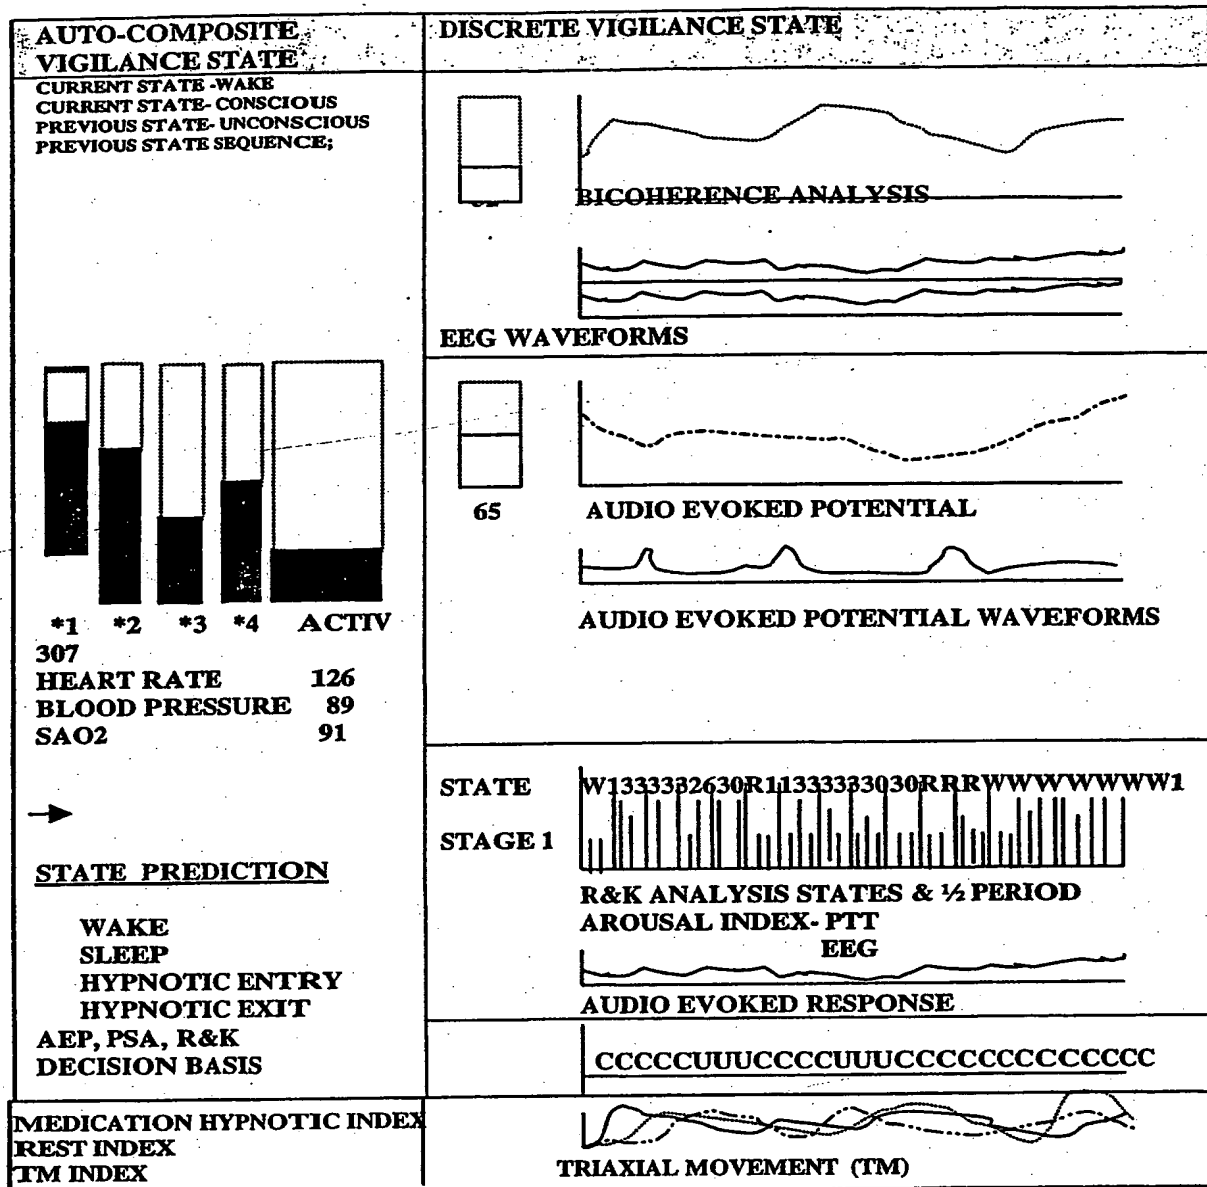 AUTO-COMPOSITE
VIGILANCE STATE
CURRENT STATE -WAKE
CURRENT STATE- CONSCIOUS
PREVIOUS STATE- UNCONSCIOUS
PREVIOUS STATE SEQUENCE;
*1 *2 *3 *4 ACTIV
307
HEART RATE 126
BLOOD PRESSURE 89
SAO2 91
STATE PREDICTION
WAKE
SLEEP
HYPNOTIC ENTRY
HYPNOTIC EXIT
AEP, PSA, R&K
DECISION BASIS
MEDICATION HYPNOTIC INDEX
REST INDEX
TM INDEX
DISCRETE VIGILANCE STATE
BICOHERENCE ANALYSIS
EEG WAVEFORMS
65
AUDIO EVOKED POTENTIAL
AUDIO EVOKED POTENTIAL WAVEFORMS
STATE W1333332630R11333333030RRRWWWWWWWW1
STAGE 1
R&K ANALYSIS STATES & ½ PERIOD
AROUSAL INDEX- PTT
EEG
AUDIO EVOKED RESPONSE
CCCCCUUUCCCCUUUCCCCCCCCCCCCCC
TRIAXIAL MOVEMENT (TM)